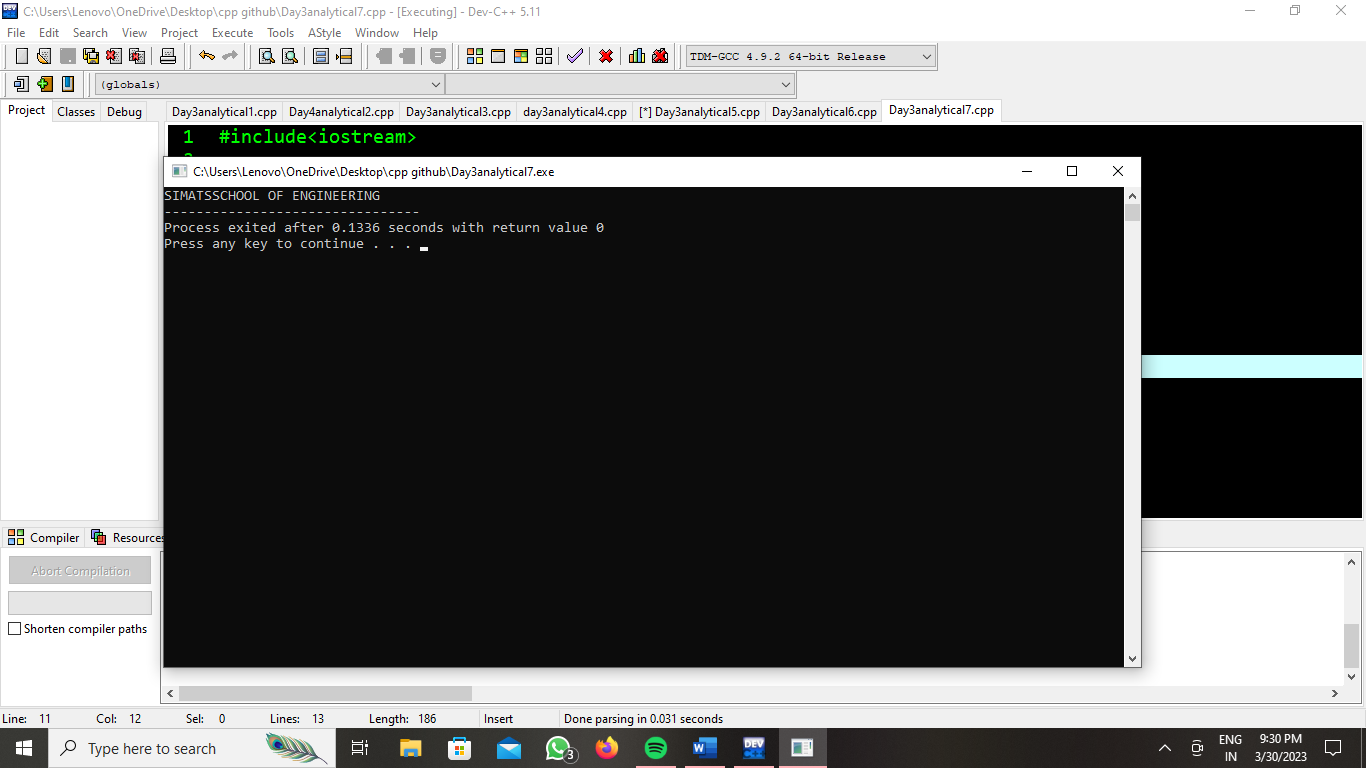 C:\Users\Lenovo\OneDrive\Desktop\cpp github\Day3analytical7.cpp - [Executing] - Dev-C++ 5.11
File Edit Search View Project Execute Tools AStyle Window Help
TDM-GCC 4.9.2 64-bit Release
(globals)
Project Classes Debug
Day3analytical1.cpp Day4analytical2.cpp Day3analytical3.cpp day3analytical4.cpp [*] Day3analytical5.cpp Day3analytical6.cpp Day3analytical7.cpp
1 #include<iostream>
C:\Users\Lenovo\OneDrive\Desktop\cpp github\Day3analytical7.exe
SIMATSSCHOOL OF ENGINEERING
--------------------------------
Process exited after 0.1336 seconds with return value 0
Press any key to continue . . .
Compiler Resources
Abort Compilation
Shorten compiler paths
Line: 11 Col: 12 Sel: 0 Lines: 13 Length: 186 Insert Done parsing in 0.031 seconds
Type here to search
3
W
DEV
ENG
IN
9:30 PM
3/30/2023